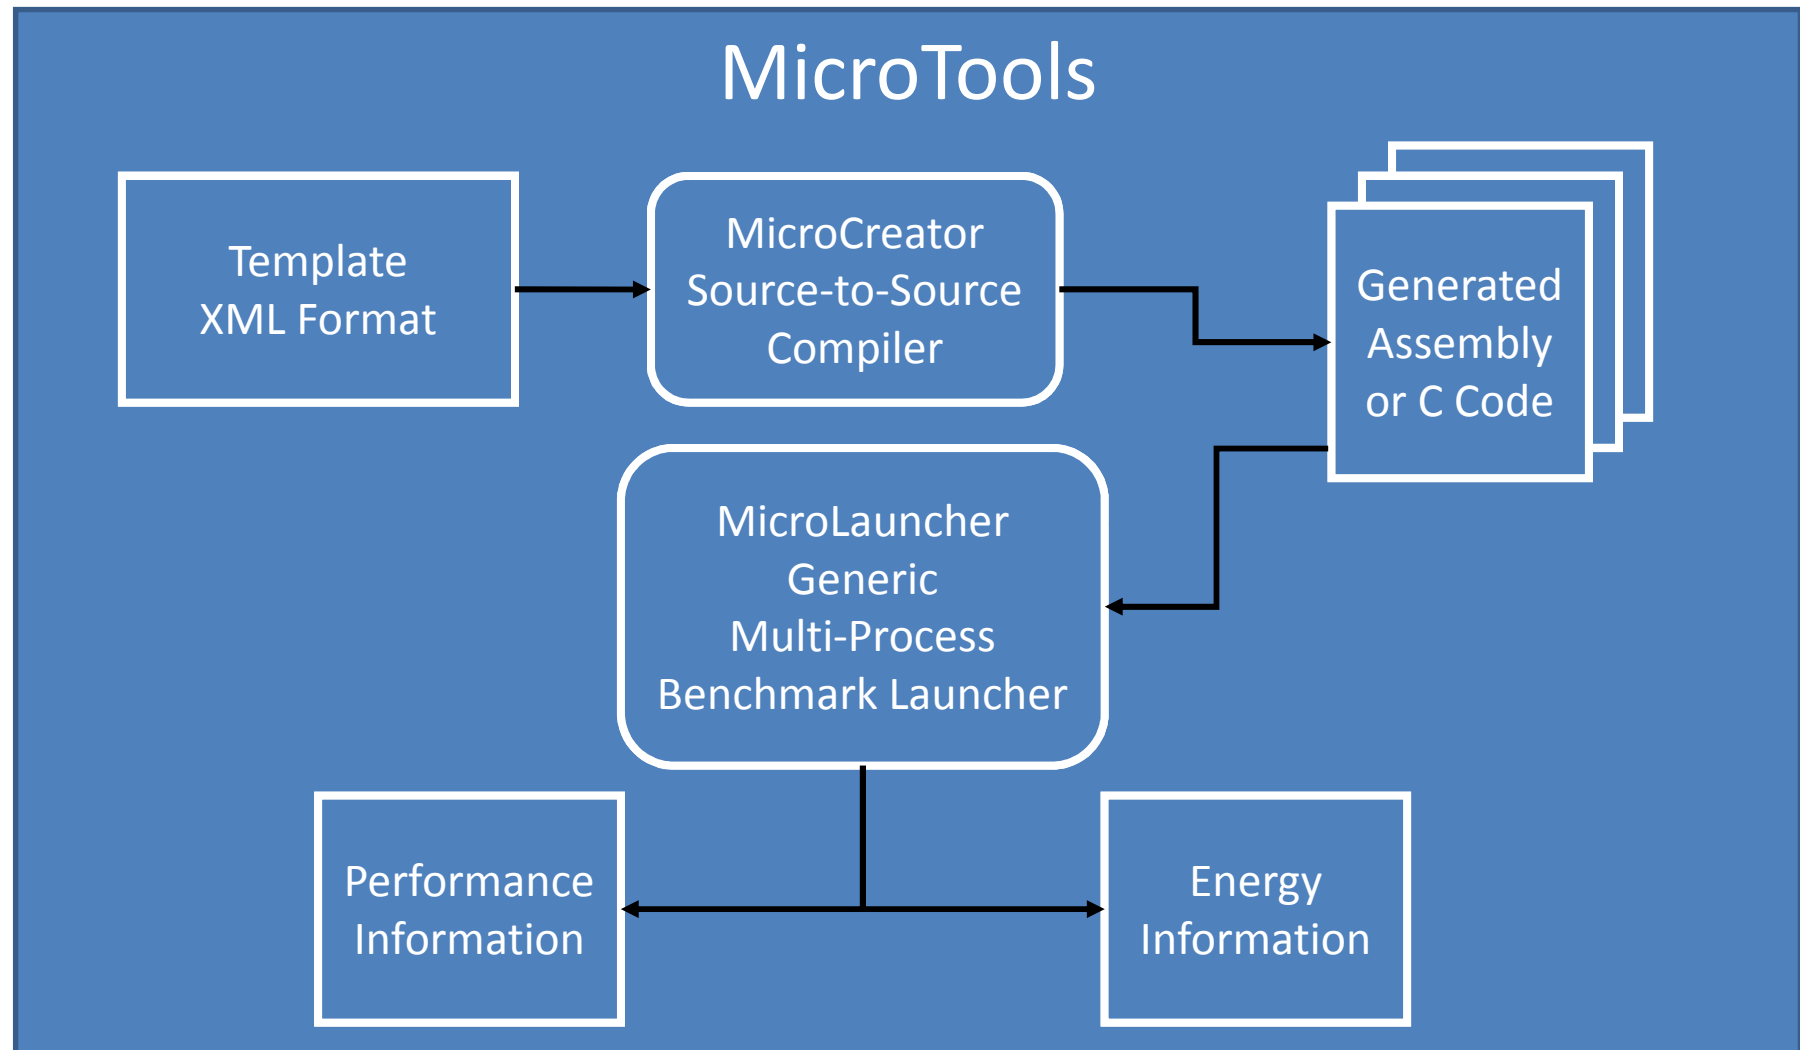 MicroTools
Template
XML Format
MicroCreator
Source-to-Source
Compiler
Generated
Assembly
or C Code
MicroLauncher
Generic
Multi-Process
Benchmark Launcher
Performance
Information
Energy
Information